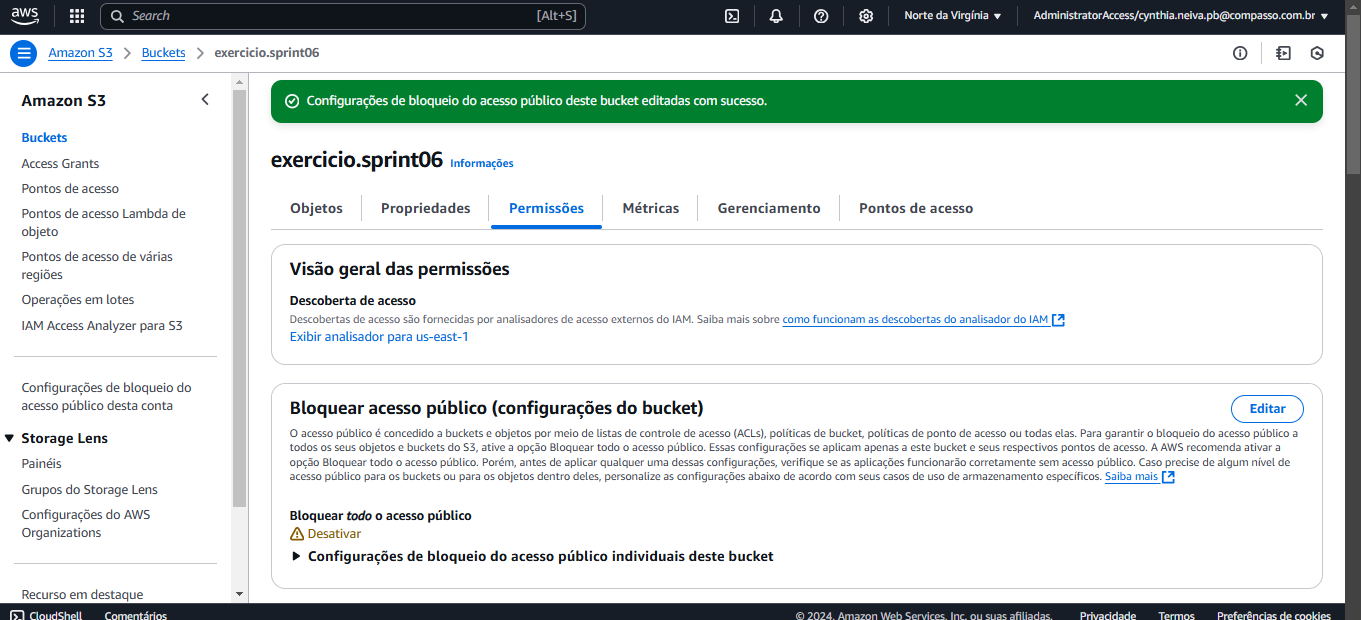 aws
Search
[Alt+S]
Norte da Virgínia
AdministratorAccess/cynthia.neiva.pb@compasso.com.br
Amazon S3
Buckets
exercicio.sprint06
Amazon S3
Buckets
Access Grants
Pontos de acesso
Pontos de acesso Lambda de
objeto
Pontos de acesso de várias
regiões
Operações em lotes
IAM Access Analyzer para S3
Configurações de bloqueio do
acesso público desta conta
Storage Lens
Painéis
Grupos do Storage Lens
Configurações do AWS
Organizations
Recurso em destaque
Configurações de bloqueio do acesso público deste bucket editadas com sucesso.
exercicio.sprint06 Informações
Objetos
Propriedades
Permissões
Métricas
Gerenciamento
Pontos de acesso
Visão geral das permissões
Descoberta de acesso
Descobertas de acesso são fornecidas por analisadores de acesso externos do IAM. Saiba mais sobre como funcionam as descobertas do analisador do IAM
Exibir analisador para us-east-1
Bloquear acesso público (configurações do bucket)
Editar
O acesso público é concedido a buckets e objetos por meio de listas de controle de acesso (ACLs), políticas de bucket, políticas de ponto de acesso ou todas elas. Para garantir o bloqueio do acesso público a
todos os seus objetos e buckets do S3, ative a opção Bloquear todo o acesso público. Essas configurações se aplicam apenas a este bucket e seus respectivos pontos de acesso. A AWS recomenda ativar a
opção Bloquear todo o acesso público. Porém, antes de aplicar qualquer uma dessas configurações, verifique se as aplicações funcionarão corretamente sem acesso público. Caso precise de algum nível de
acesso público para os buckets ou para os objetos dentro deles, personalize as configurações abaixo de acordo com seus casos de uso de armazenamento específicos. Saiba mais
Bloquear todo o acesso público
Desativar
Configurações de bloqueio do acesso público individuais deste bucket
CloudShell
Comentários
© 2024, Amazon Web Services, Inc. ou suas afiliadas.
Privacidade
Termos
Preferências de cookies